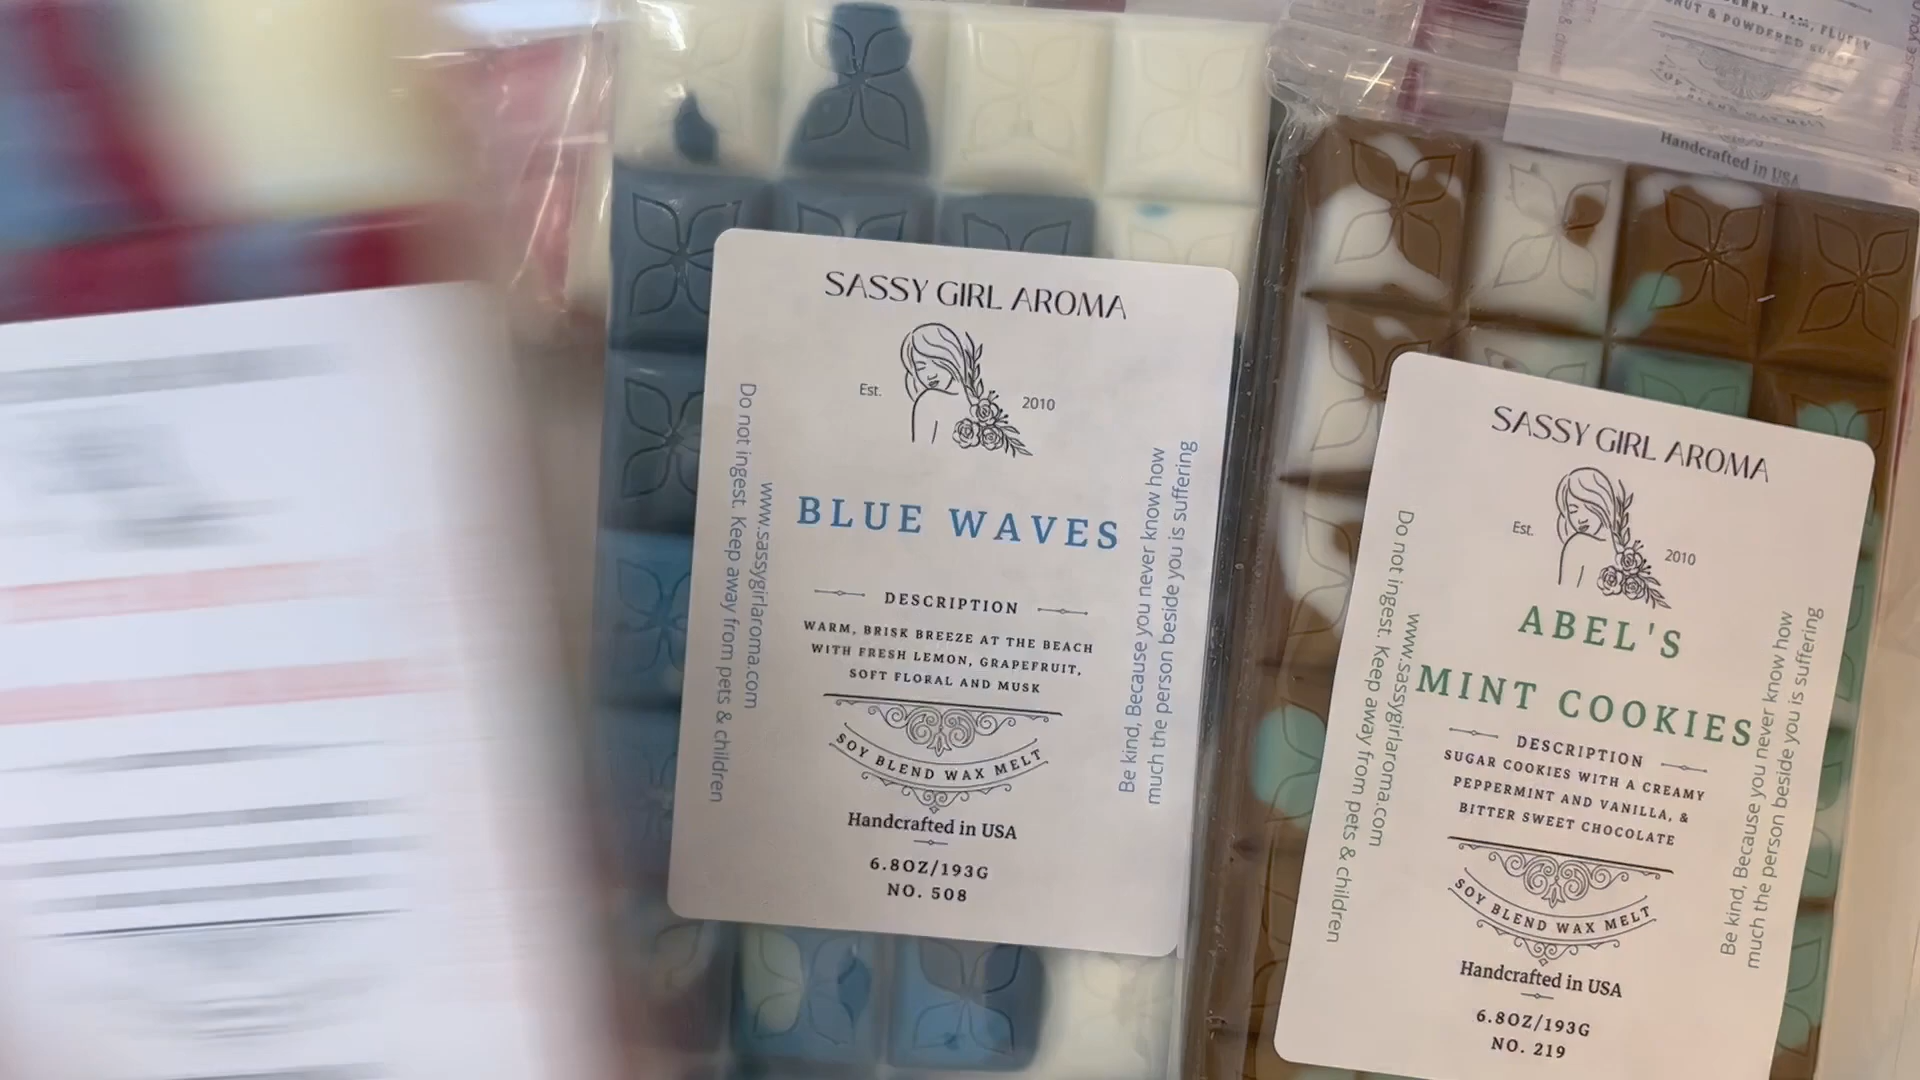 SASSY GIRL AROMA
Est. 2010
BLUE WAVES
DESCRIPTION
WARM, BRISK BREEZE AT THE BEACH
WITH FRESH LEMON, GRAPEFRUIT,
SOFT FLORAL AND MUSK
SOY BLEND WAX MELT
Handcrafted in USA
6.8OZ/193G
NO. 508
www.sassygirlaroma.com
Do not ingest. Keep away from pets & children
Be kind, Because you never know how
much the person beside you is suffering
SASSY GIRL AROMA
Est. 2010
ABEL'S
MINT COOKIES
DESCRIPTION
SUGAR COOKIES WITH A CREAMY
PEPPERMINT AND VANILLA, &
BITTER SWEET CHOCOLATE
SOY BLEND WAX MELT
Handcrafted in USA
6.8OZ/193G
NO. 219
www.sassygirlaroma.com
Do not ingest. Keep away from pets & children
Be kind, Because you never know how
much the person beside you is suffering
JAM, FLUFFY
& POWDERED
Handcrafted in USA